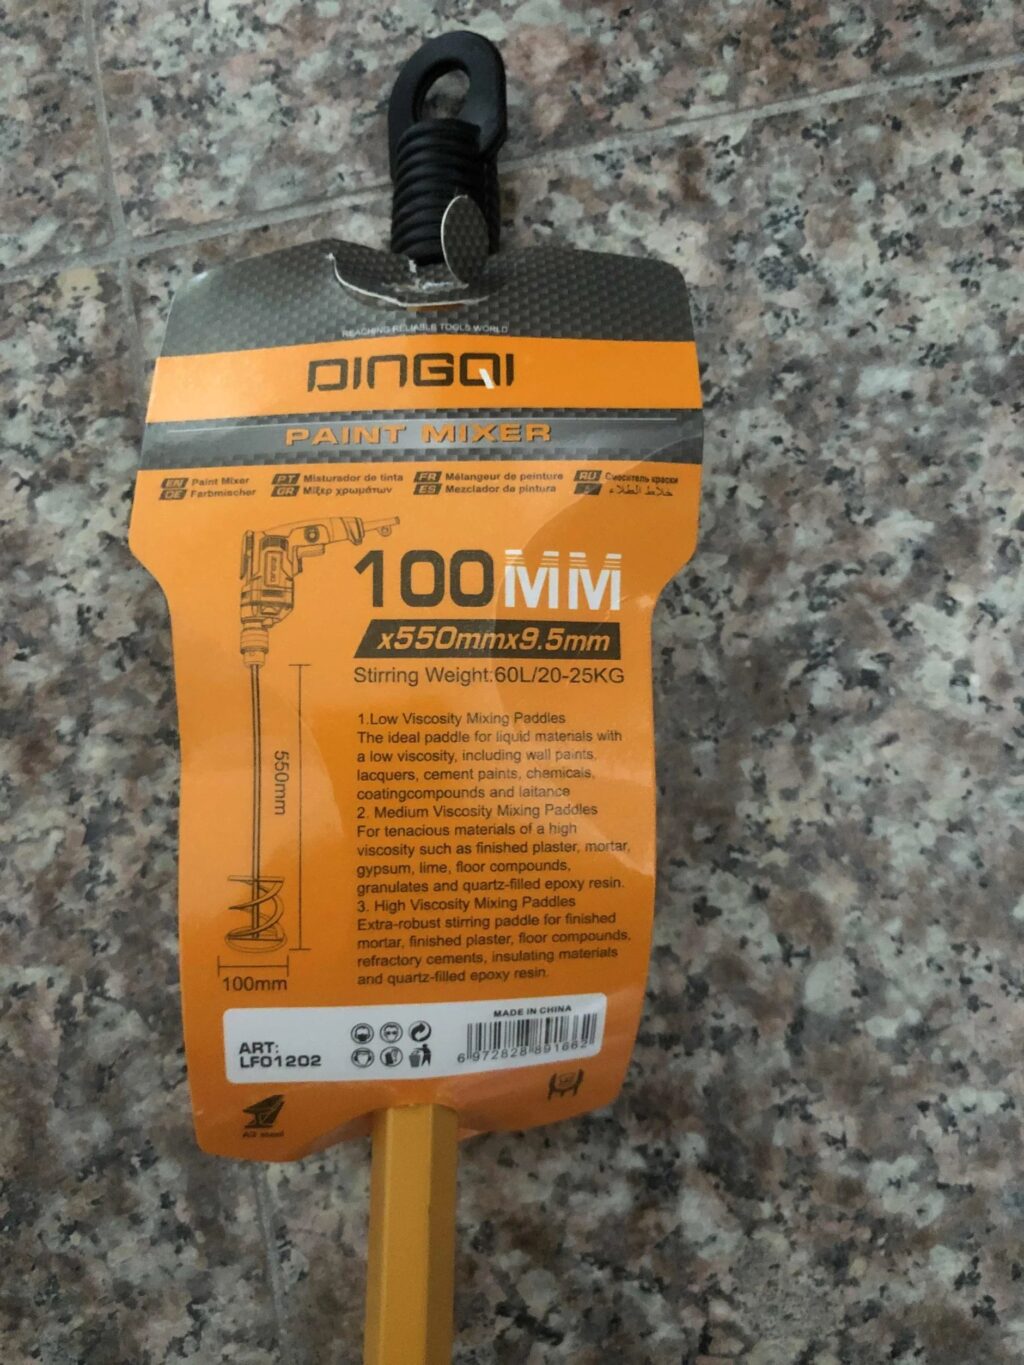 REACHING RELIABLE TOOLS WORLD
DINGQI
PAINT MIXER
EN Paint Mixer PT Misturador de tinta FR Mélangeur de peinture RU Смеситель краски
DE Farbmischer GR Μίξερ χρωμάτων ES Mezclador de pintura خلاط الطلاء
100MM
x550mmx9.5mm
Stirring Weight:60L/20-25KG
1.Low Viscosity Mixing Paddles
The ideal paddle for liquid materials with
a low viscosity, including wall paints,
lacquers, cement paints, chemicals,
coatingcompounds and laitance
2. Medium Viscosity Mixing Paddles
For tenacious materials of a high
viscosity such as finished plaster, mortar,
gypsum, lime, floor compounds,
granulates and quartz-filled epoxy resin.
3. High Viscosity Mixing Paddles
Extra-robust stirring paddle for finished
mortar, finished plaster, floor compounds,
refractory cements, insulating materials
and quartz-filled epoxy resin.
550mm
100mm
MADE IN CHINA
ART:
LF01202
6 972828 891662
All steel